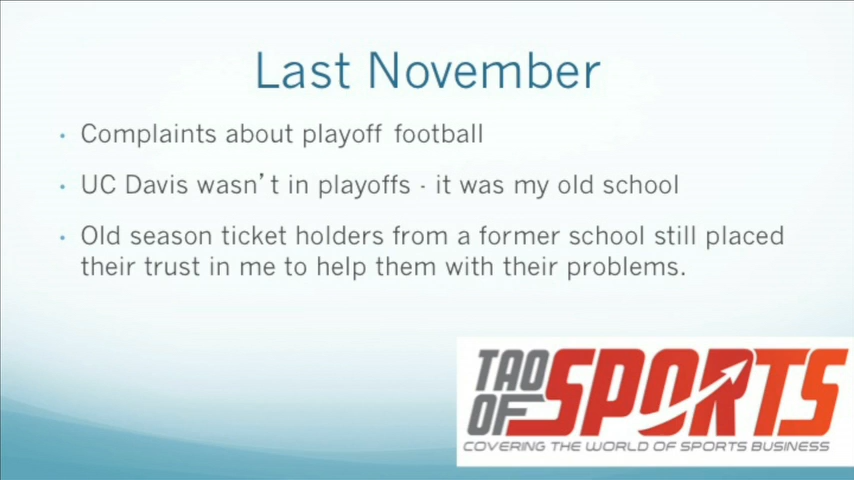 Last November
• Complaints about playoff football
• UC Davis wasn't in playoffs - it was my old school
• Old season ticket holders from a former school still placed
their trust in me to help them with their problems.
TAO
OF SPORTS
COVERING THE WORLD OF SPORTS BUSINESS